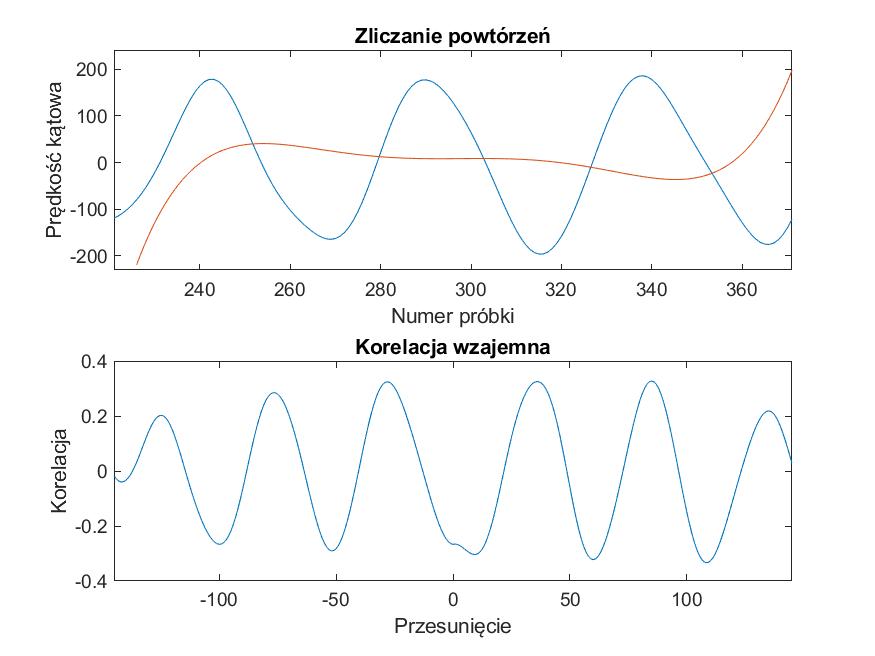 Zliczanie powtórzeń
Prędkość kątowa
200
100
0
-100
-200
240 260 280 300 320 340 360
Numer próbki
Korelacja wzajemna
Korelacja
0.4
0.2
0
-0.2
-0.4
-100 -50 0 50 100
Przesunięcie